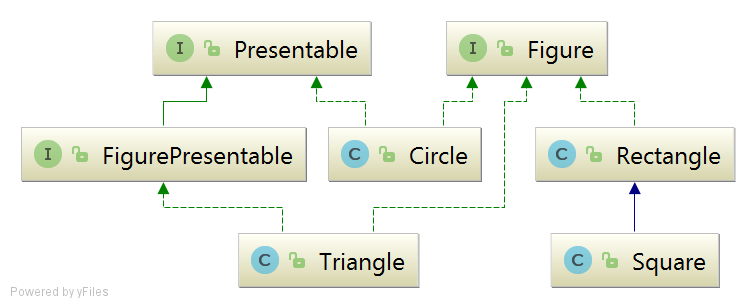 I Presentable
I Figure
I FigurePresentable
C Circle
C Rectangle
C Triangle
C Square
Powered by yFiles